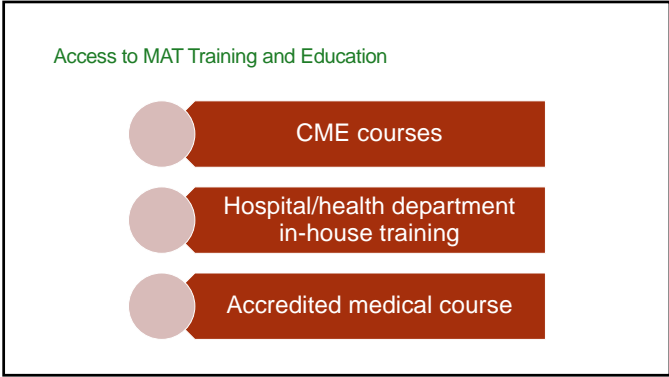 Access to MAT Training and Education
CME courses
Hospital/health department
in-house training
Accredited medical course